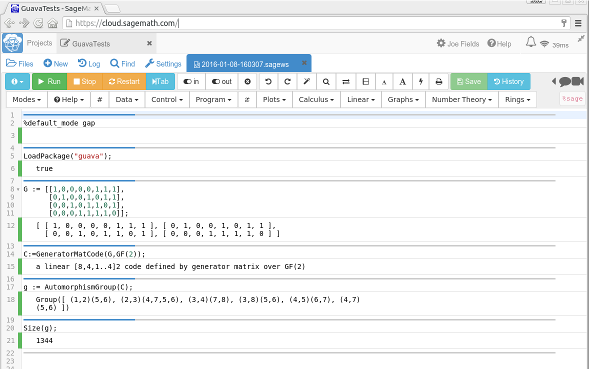 GuavaTests - SageM
https://cloud.sagemath.com/
Projects GuavaTests Joe Fields Help 39ms
Files New Log Find Settings 2016-01-08-160307.sagews
Run Stop Restart Tab in out A A Save History
Modes Help # Data Control Program Plots Calculus Linear Graphs Number Theory Rings %sage
1
2 %default_mode gap
3
4
5 LoadPackage("guava");
6 true
7
8 G := [[1,0,0,0,0,1,1,1],
9 [0,1,0,0,1,0,1,1],
10 [0,0,1,0,1,1,0,1],
11 [0,0,0,1,1,1,1,0]];
12 [ [ 1, 0, 0, 0, 0, 1, 1, 1 ], [ 0, 1, 0, 0, 1, 0, 1, 1 ],
[ 0, 0, 1, 0, 1, 1, 0, 1 ], [ 0, 0, 0, 1, 1, 1, 1, 0 ] ]
13
14 C:=GeneratorMatCode(G,GF(2));
15 a linear [8,4,1..4]2 code defined by generator matrix over GF(2)
16
17 g := AutomorphismGroup(C);
18 Group([ (1,2)(5,6), (2,3)(4,7,5,6), (3,4)(7,8), (3,8)(5,6), (4,5)(6,7), (4,7)
(5,6) ])
19
20 Size(g);
21 1344
22
23